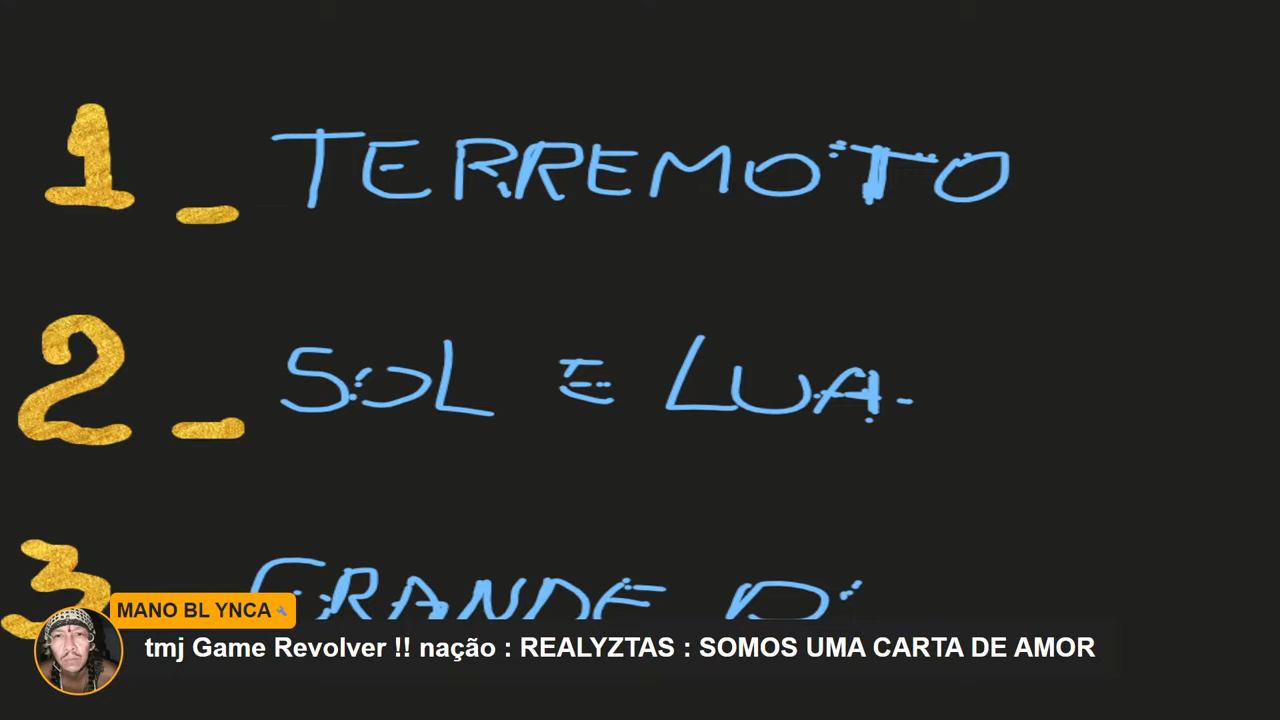 1_ TERREMOTO
2_ SOL E LUA.
3 GRANDE
MANO BL YNCA
tmj Game Revolver !! nação : REALYZTAS : SOMOS UMA CARTA DE AMOR